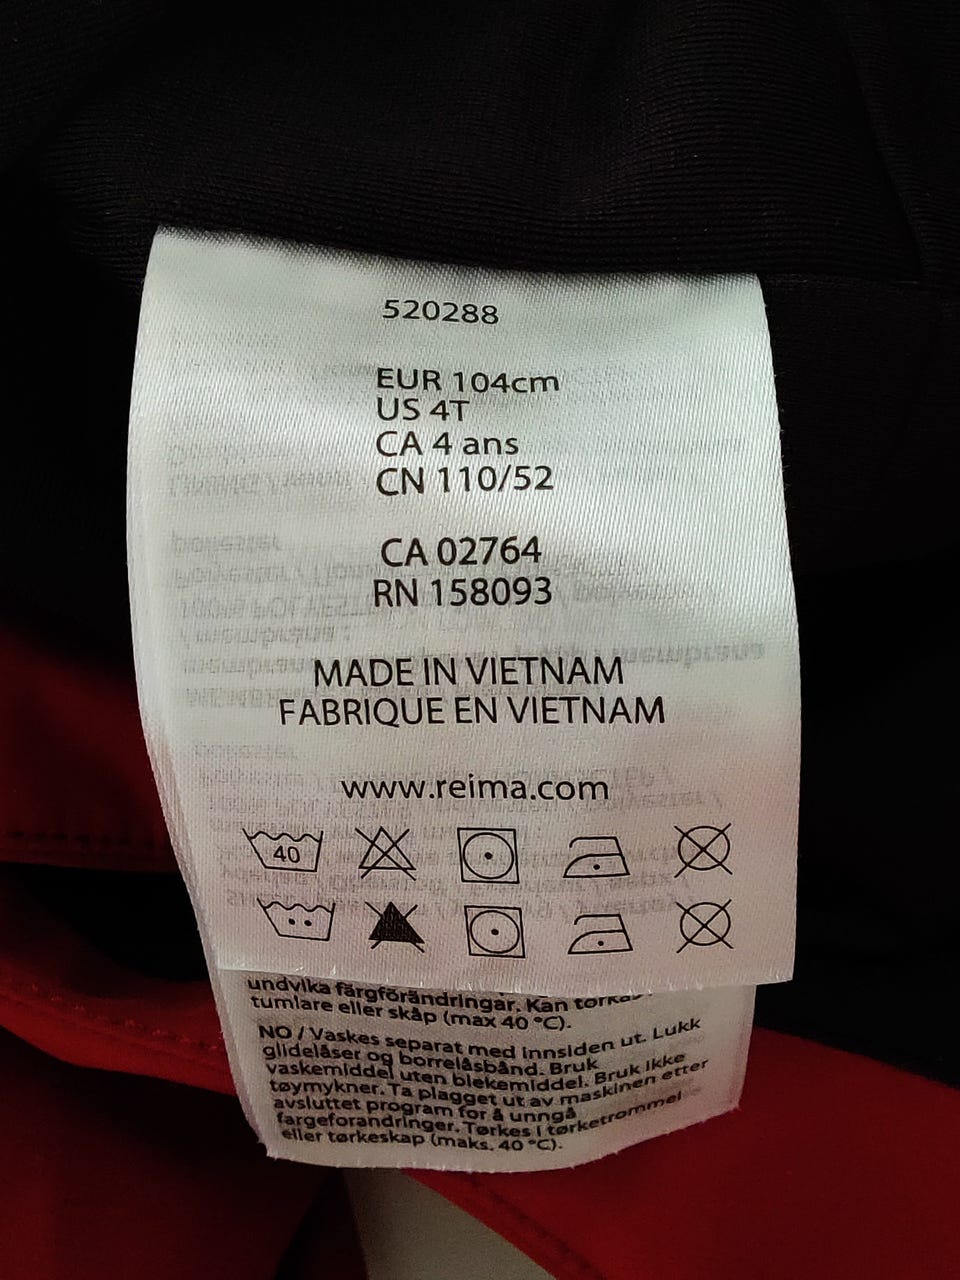 520288
EUR 104cm
US 4T
CA 4 ans
CN 110/52
CA 02764
RN 158093
MADE IN VIETNAM
FABRIQUE EN VIETNAM
www.reima.com
40
undvika färgförändringar. Kan torkas i
tumlare eller skåp (max 40 °C).
NO / Vaskes separat med innsiden ut. Lukk
glidelåser og borrelåsbånd. Bruk
vaskemiddel uten blekemiddel. Bruk ikke
tøymykner. Ta plagget ut av maskinen etter
avsluttet program for å unngå
fargeforandringer. Tørkes i tørketrommel
eller tørkeskap (maks. 40 °C).